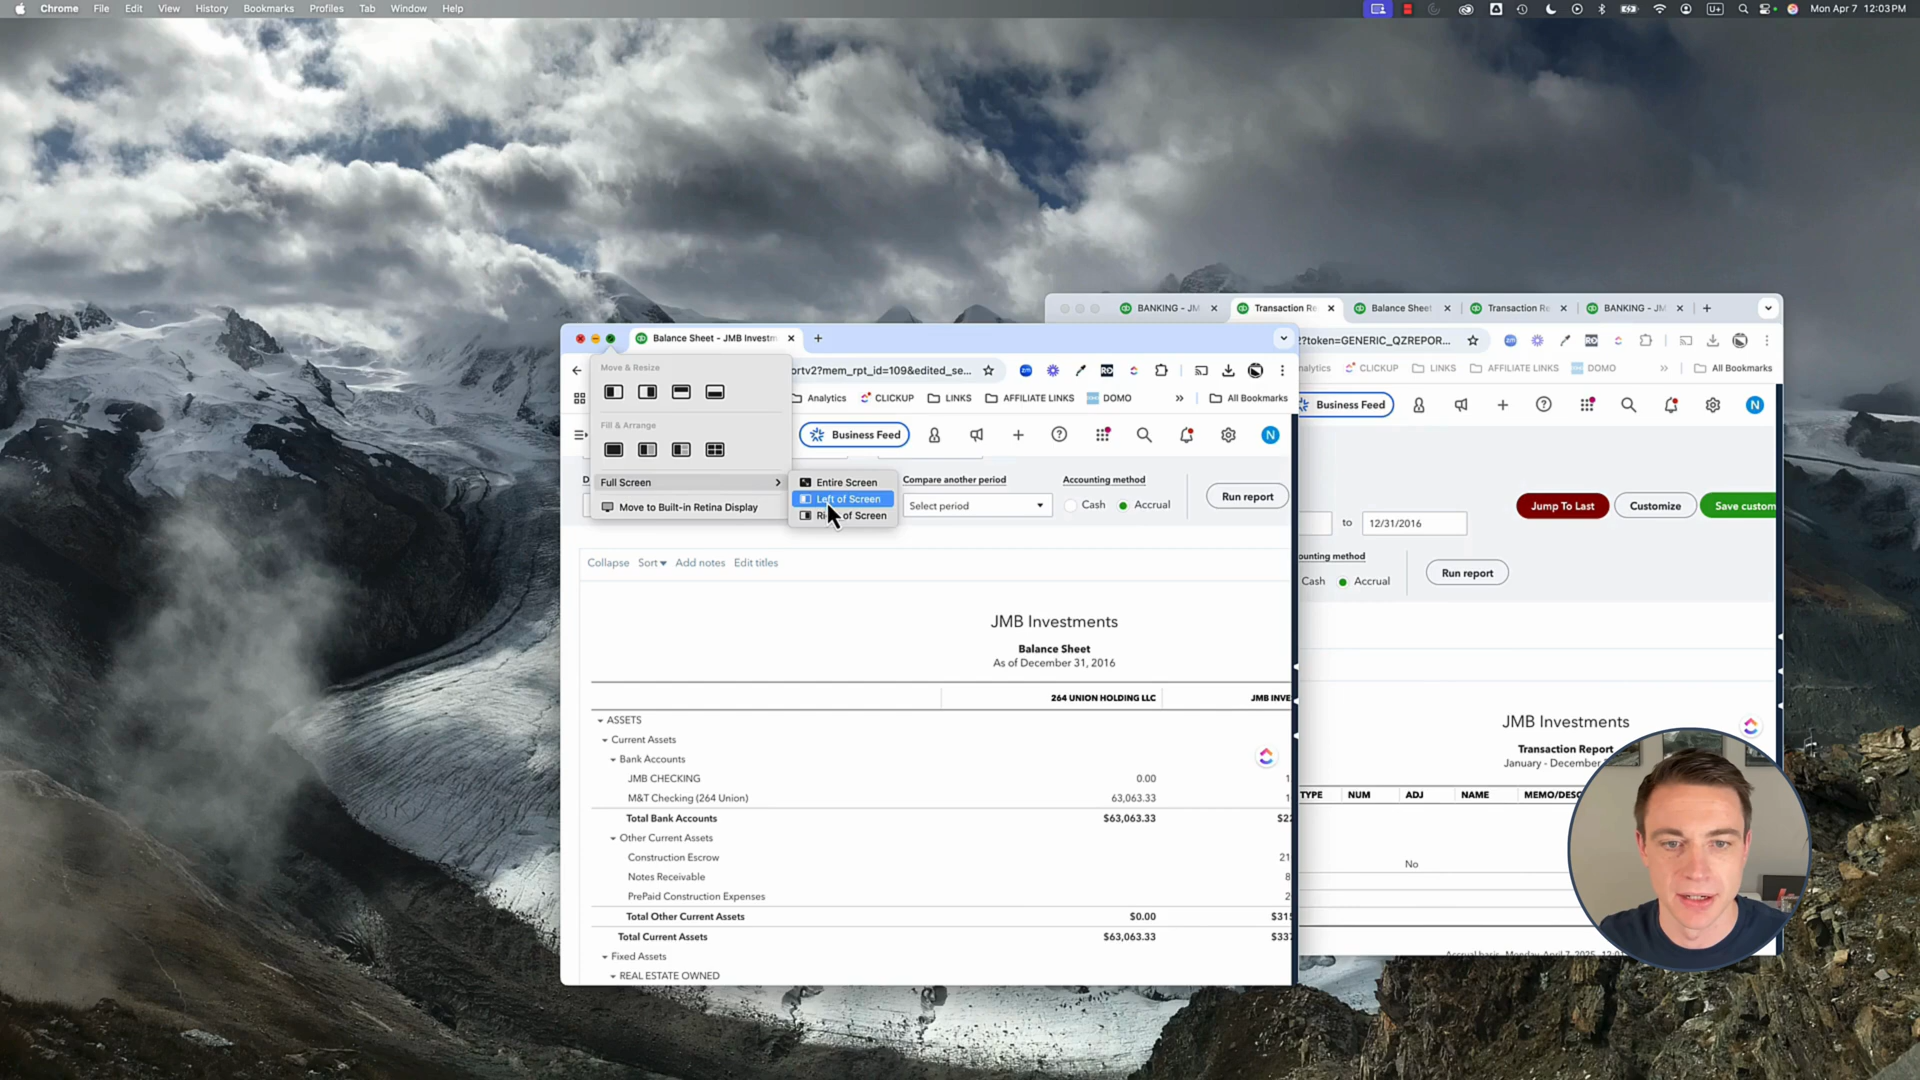 Chrome File Edit View History Bookmarks Profiles Tab Window Help
Mon Apr 7 12:03 PM
BANKING - JM
Transaction Re
Balance Sheet
Transaction Re
BANKING - JM
?token=GENERIC_QZREPOR...
CLICKUP LINKS AFFILIATE LINKS DOMO » All Bookmarks
Business Feed
N
Jump To Last Customize Save custom
to 12/31/2016
Cash Accrual
Run report
JMB Investments
Transaction Report
TYPE NUM ADJ NAME
No
Balance Sheet - JMB Investm
ortv2?mem_rpt_id=109&edited_se...
Analytics CLICKUP LINKS AFFILIATE LINKS DOMO » All Bookmarks
Business Feed
N
Move & Resize
Fill & Arrange
Full Screen
Move to Built-in Retina Display
Entire Screen
Left of Screen
of Screen
Compare another period
Select period
Accounting method
Cash Accrual
Run report
Collapse Sort Add notes Edit titles
JMB Investments
Balance Sheet
As of December 31, 2016
264 UNION HOLDING LLC JMB INVE
ASSETS
Current Assets
Bank Accounts
JMB CHECKING 0.00
M&T Checking (264 Union) 63,063.33
Total Bank Accounts $63,063.33
Other Current Assets
Construction Escrow
Notes Receivable
PrePaid Construction Expenses
Total Other Current Assets $0.00
Total Current Assets $63,063.33
Fixed Assets
REAL ESTATE OWNED